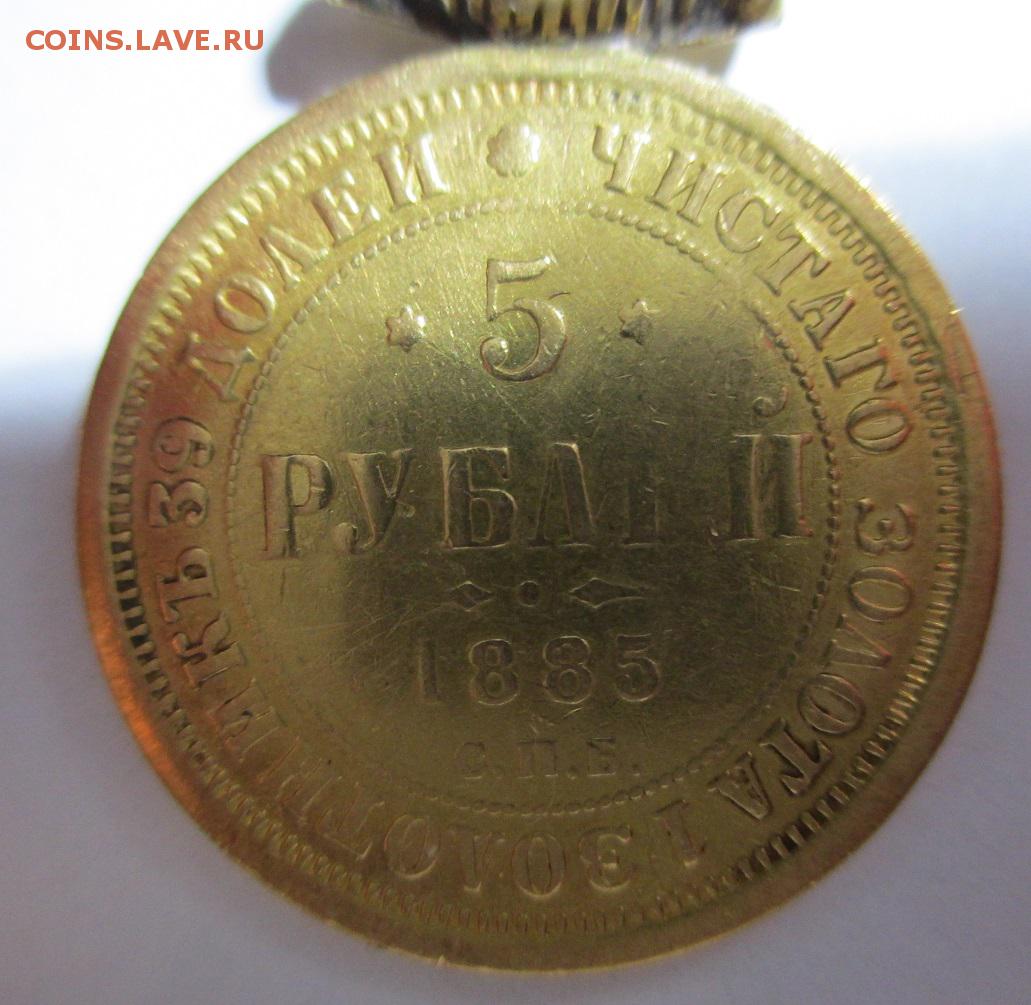 COINS.LAVE.RU
ЧИСТАГО ЗОЛОТА 1 ЗОЛОТНИКЪ 39 ДОЛЕЙ
5
РУБЛЕЙ
1885
С.П.Б.